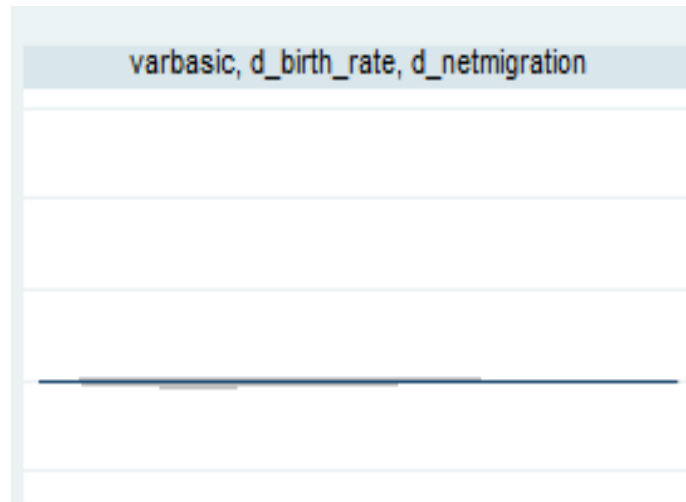 varbasic, d_birth_rate, d_netmigration